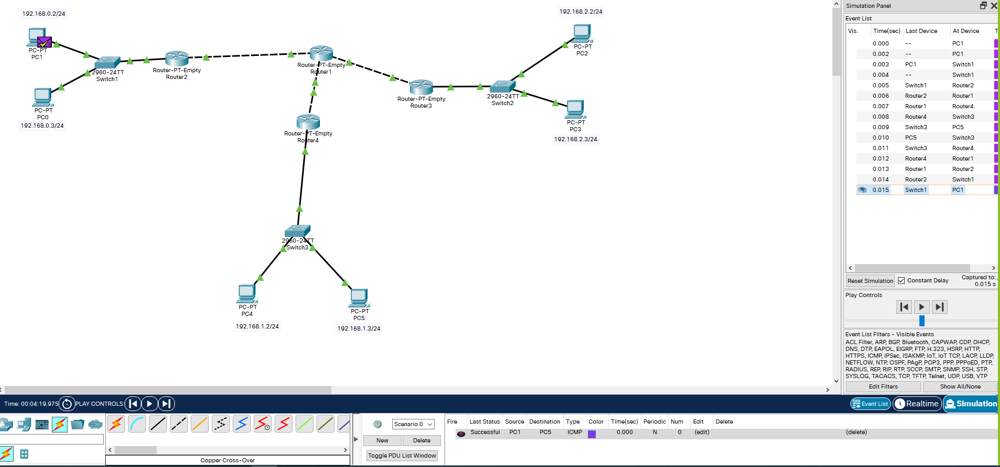 192.168.0.2/24
PC-PT
PC1
2960-24TT
Switch1
PC-PT
PC0
192.168.0.3/24
Router-PT-Empty
Router2
Router-PT-Empty
Router1
Router-PT-Empty
Router3
Router-PT-Empty
Router4
192.168.2.2/24
PC-PT
PC2
2960-24TT
Switch2
PC-PT
PC3
192.168.2.3/24
2960-24TT
Switch3
PC-PT
PC4
192.168.1.2/24
PC-PT
PC5
192.168.1.3/24
Simulation Panel
Event List
Vis. Time(sec) Last Device At Device T
0.000 -- PC1
0.002 -- PC1
0.003 PC1 Switch1
0.004 -- Switch1
0.005 Switch1 Router2
0.006 Router2 Router1
0.007 Router1 Router4
0.008 Router4 Switch3
0.009 Switch3 PC5
0.010 PC5 Switch3
0.011 Switch3 Router4
0.012 Router4 Router1
0.013 Router1 Router2
0.014 Router2 Switch1
0.015 Switch1 PC1
Reset Simulation Constant Delay Captured to:
0.015 s
Play Controls
Event List Filters - Visible Events
ACL Filter, ARP, BGP, Bluetooth, CAPWAP, CDP, DHCP,
DNS, DTP, EAPOL, EIGRP, FTP, H.323, HSRP, HTTP,
HTTPS, ICMP, IPSec, ISAKMP, IoT, IoT TCP, LACP, LLDP,
NETFLOW, NTP, OSPF, PAgP, POP3, PPP, PPPoED, PTP,
RADIUS, REP, RIP, RTP, SCCP, SMTP, SNMP, SSH, STP,
SYSLOG, TACACS, TCP, TFTP, Telnet, UDP, USB, VTP
Edit Filters Show All/None
Time: 00:04:19.975 PLAY CONTROLS:
Event List Realtime Simulation
Scenario 0
New Delete
Toggle PDU List Window
Copper Cross-Over
Fire Last Status Source Destination Type Color Time(sec) Periodic Num Edit Delete
Successful PC1 PC5 ICMP 0.000 N 0 (edit) (delete)